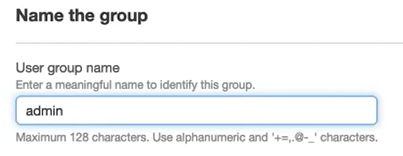 Name the group
User group name
Enter a meaningful name to identify this group.
admin
Maximum 128 characters. Use alphanumeric and '+=,.@-_' characters.